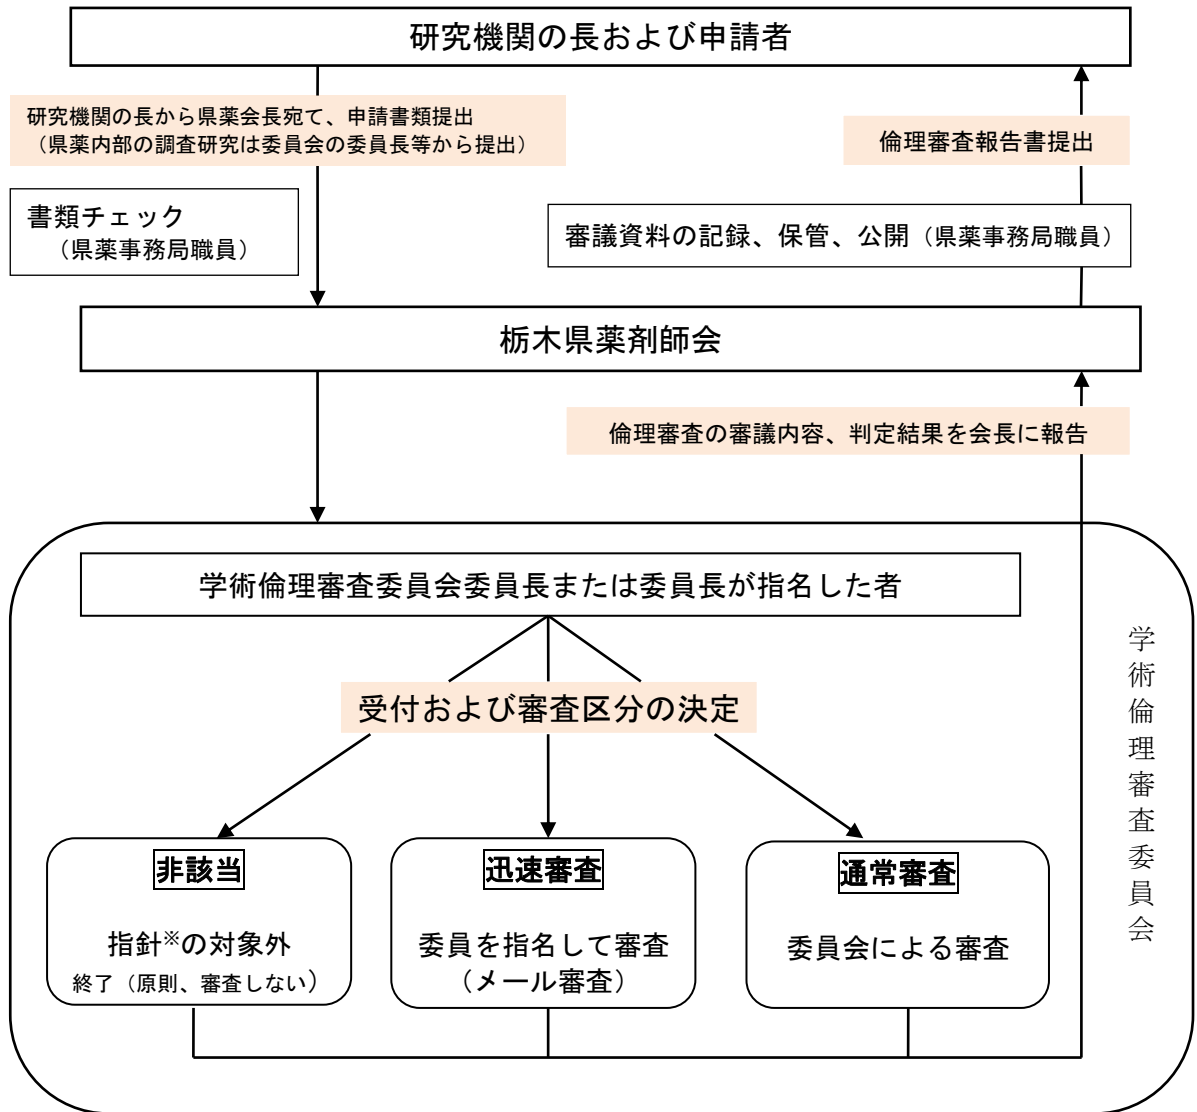 研究機関の長および申請者
研究機関の長から県薬会長宛て、申請書類提出
（県薬内部の調査研究は委員会の委員長等から提出）
倫理審査報告書提出
書類チェック
（県薬事務局職員）
審議資料の記録、保管、公開（県薬事務局職員）
栃木県薬剤師会
倫理審査の審議内容、判定結果を会長に報告
学術倫理審査委員会委員長または委員長が指名した者
受付および審査区分の決定
非該当
指針※の対象外
終了（原則、審査しない）
迅速審査
委員を指名して審査
（メール審査）
通常審査
委員会による審査
学術倫理審査委員会